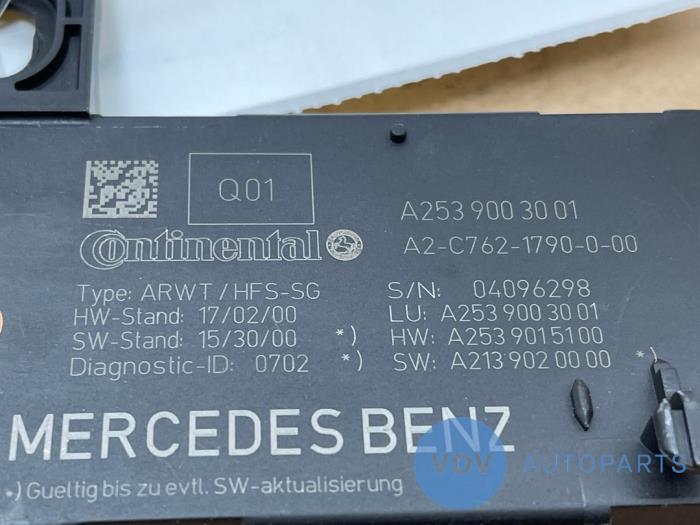 Q01
A253 900 30 01
Continental
A2-C762-1790-0-00
Type: ARWT/HFS-SG
S/N: 04096298
HW-Stand: 17/02/00
LU: A253 900 30 01
SW-Stand: 15/30/00 *)
HW: A253 901 51 00
Diagnostic-ID: 0702 *)
SW: A213 902 00 00 *
MERCEDES BENZ
VOV AUTOPARTS
*) Gueltig bis zu evtl. SW-aktualisierung